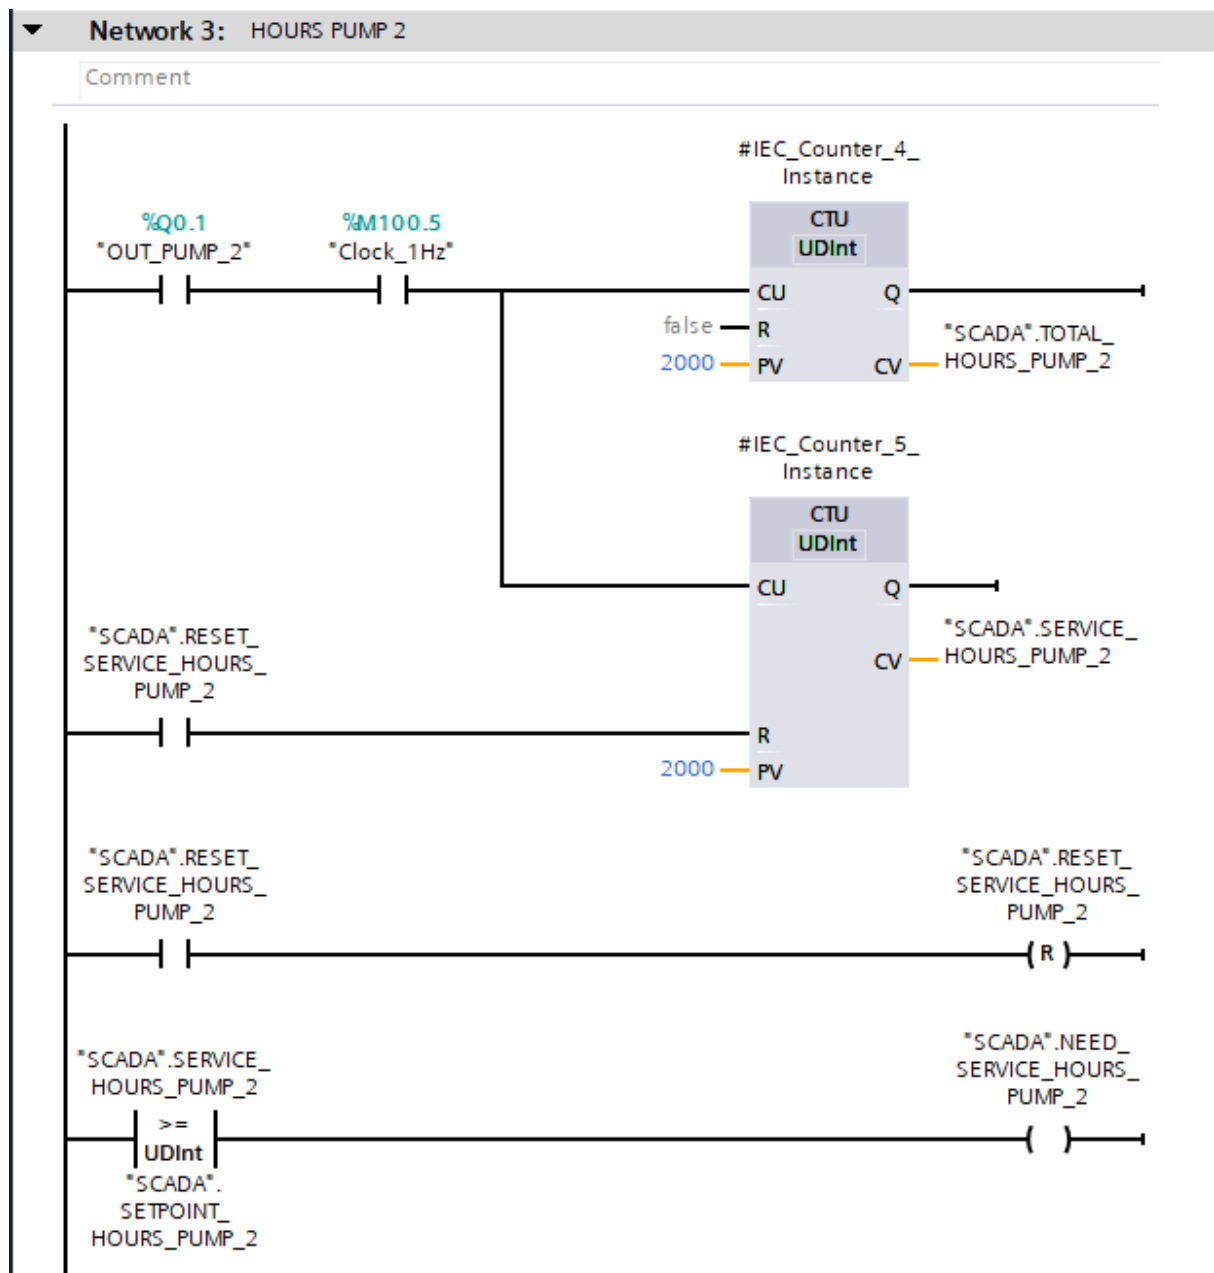 Network 3: HOURS PUMP 2
Comment
#IEC_Counter_4_
Instance
%Q0.1
"OUT_PUMP_2"
%M100.5
"Clock_1Hz"
CTU
UDInt
CU
Q
false
R
2000
PV
CV
"SCADA".TOTAL_
HOURS_PUMP_2
#IEC_Counter_5_
Instance
CTU
UDInt
CU
Q
"SCADA".SERVICE_
HOURS_PUMP_2
CV
"SCADA".RESET_
SERVICE_HOURS_
PUMP_2
R
2000
PV
"SCADA".RESET_
SERVICE_HOURS_
PUMP_2
"SCADA".RESET_
SERVICE_HOURS_
PUMP_2
R
"SCADA".SERVICE_
HOURS_PUMP_2
>=
UDInt
"SCADA".
SETPOINT_
HOURS_PUMP_2
"SCADA".NEED_
SERVICE_HOURS_
PUMP_2